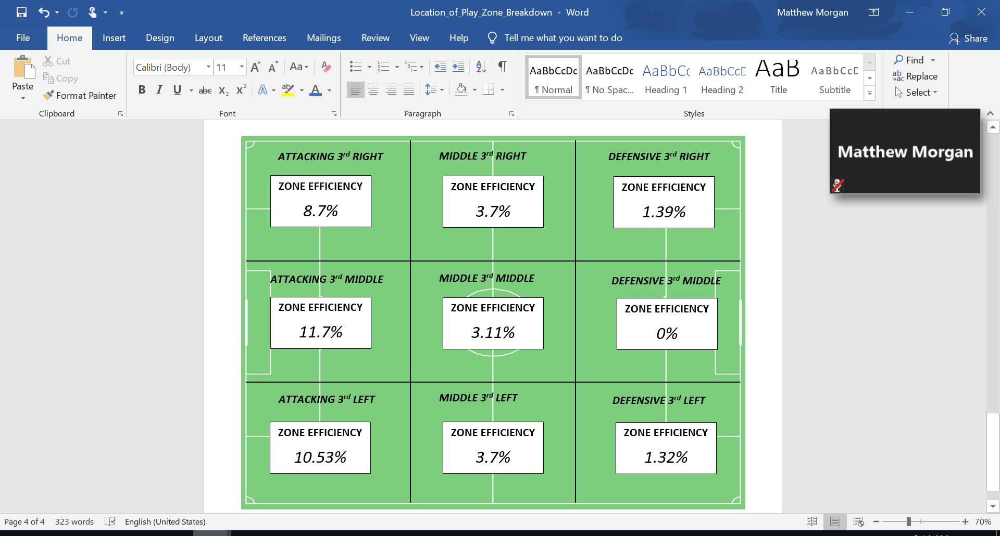 Location_of_Play_Zone_Breakdown - Word
Matthew Morgan
File
Home
Insert
Design
Layout
References
Mailings
Review
View
Help
Tell me what you want to do
Share
Paste
Cut
Copy
Format Painter
Clipboard
Calibri (Body)
11
Font
Paragraph
AaBbCcDc
¶ Normal
AaBbCcDc
¶ No Spac...
AaBbC
Heading 1
AaBbCc
Heading 2
AaB
Title
AaBbCc
Subtitle
Styles
Find
Replace
Select
Matthew Morgan
ATTACKING 3rd RIGHT
ZONE EFFICIENCY
8.7%
MIDDLE 3rd RIGHT
ZONE EFFICIENCY
3.7%
DEFENSIVE 3rd RIGHT
ZONE EFFICIENCY
1.39%
ATTACKING 3rd MIDDLE
ZONE EFFICIENCY
11.7%
MIDDLE 3rd MIDDLE
ZONE EFFICIENCY
3.11%
DEFENSIVE 3rd MIDDLE
ZONE EFFICIENCY
0%
ATTACKING 3rd LEFT
ZONE EFFICIENCY
10.53%
MIDDLE 3rd LEFT
ZONE EFFICIENCY
3.7%
DEFENSIVE 3rd LEFT
ZONE EFFICIENCY
1.32%
Page 4 of 4
323 words
English (United States)
70%